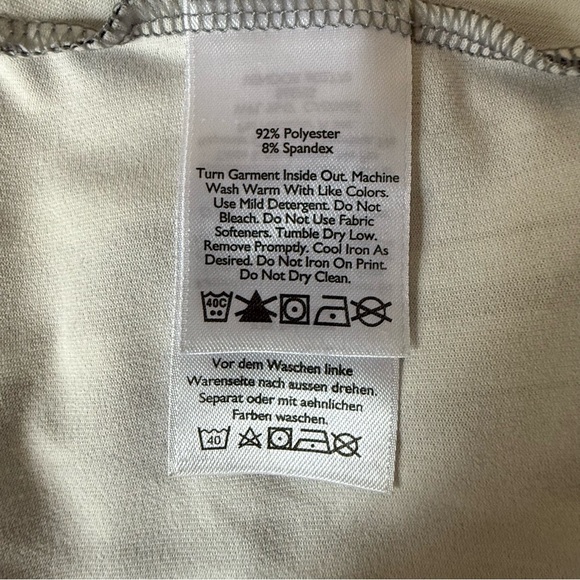 92% Polyester
8% Spandex
Turn Garment Inside Out. Machine
Wash Warm With Like Colors.
Use Mild Detergent. Do Not
Bleach. Do Not Use Fabric
Softeners. Tumble Dry Low.
Remove Promptly. Cool Iron As
Desired. Do Not Iron On Print.
Do Not Dry Clean.
40C
Vor dem Waschen linke
Warenseite nach aussen drehen.
Separat oder mit aehnlichen
Farben waschen.
40